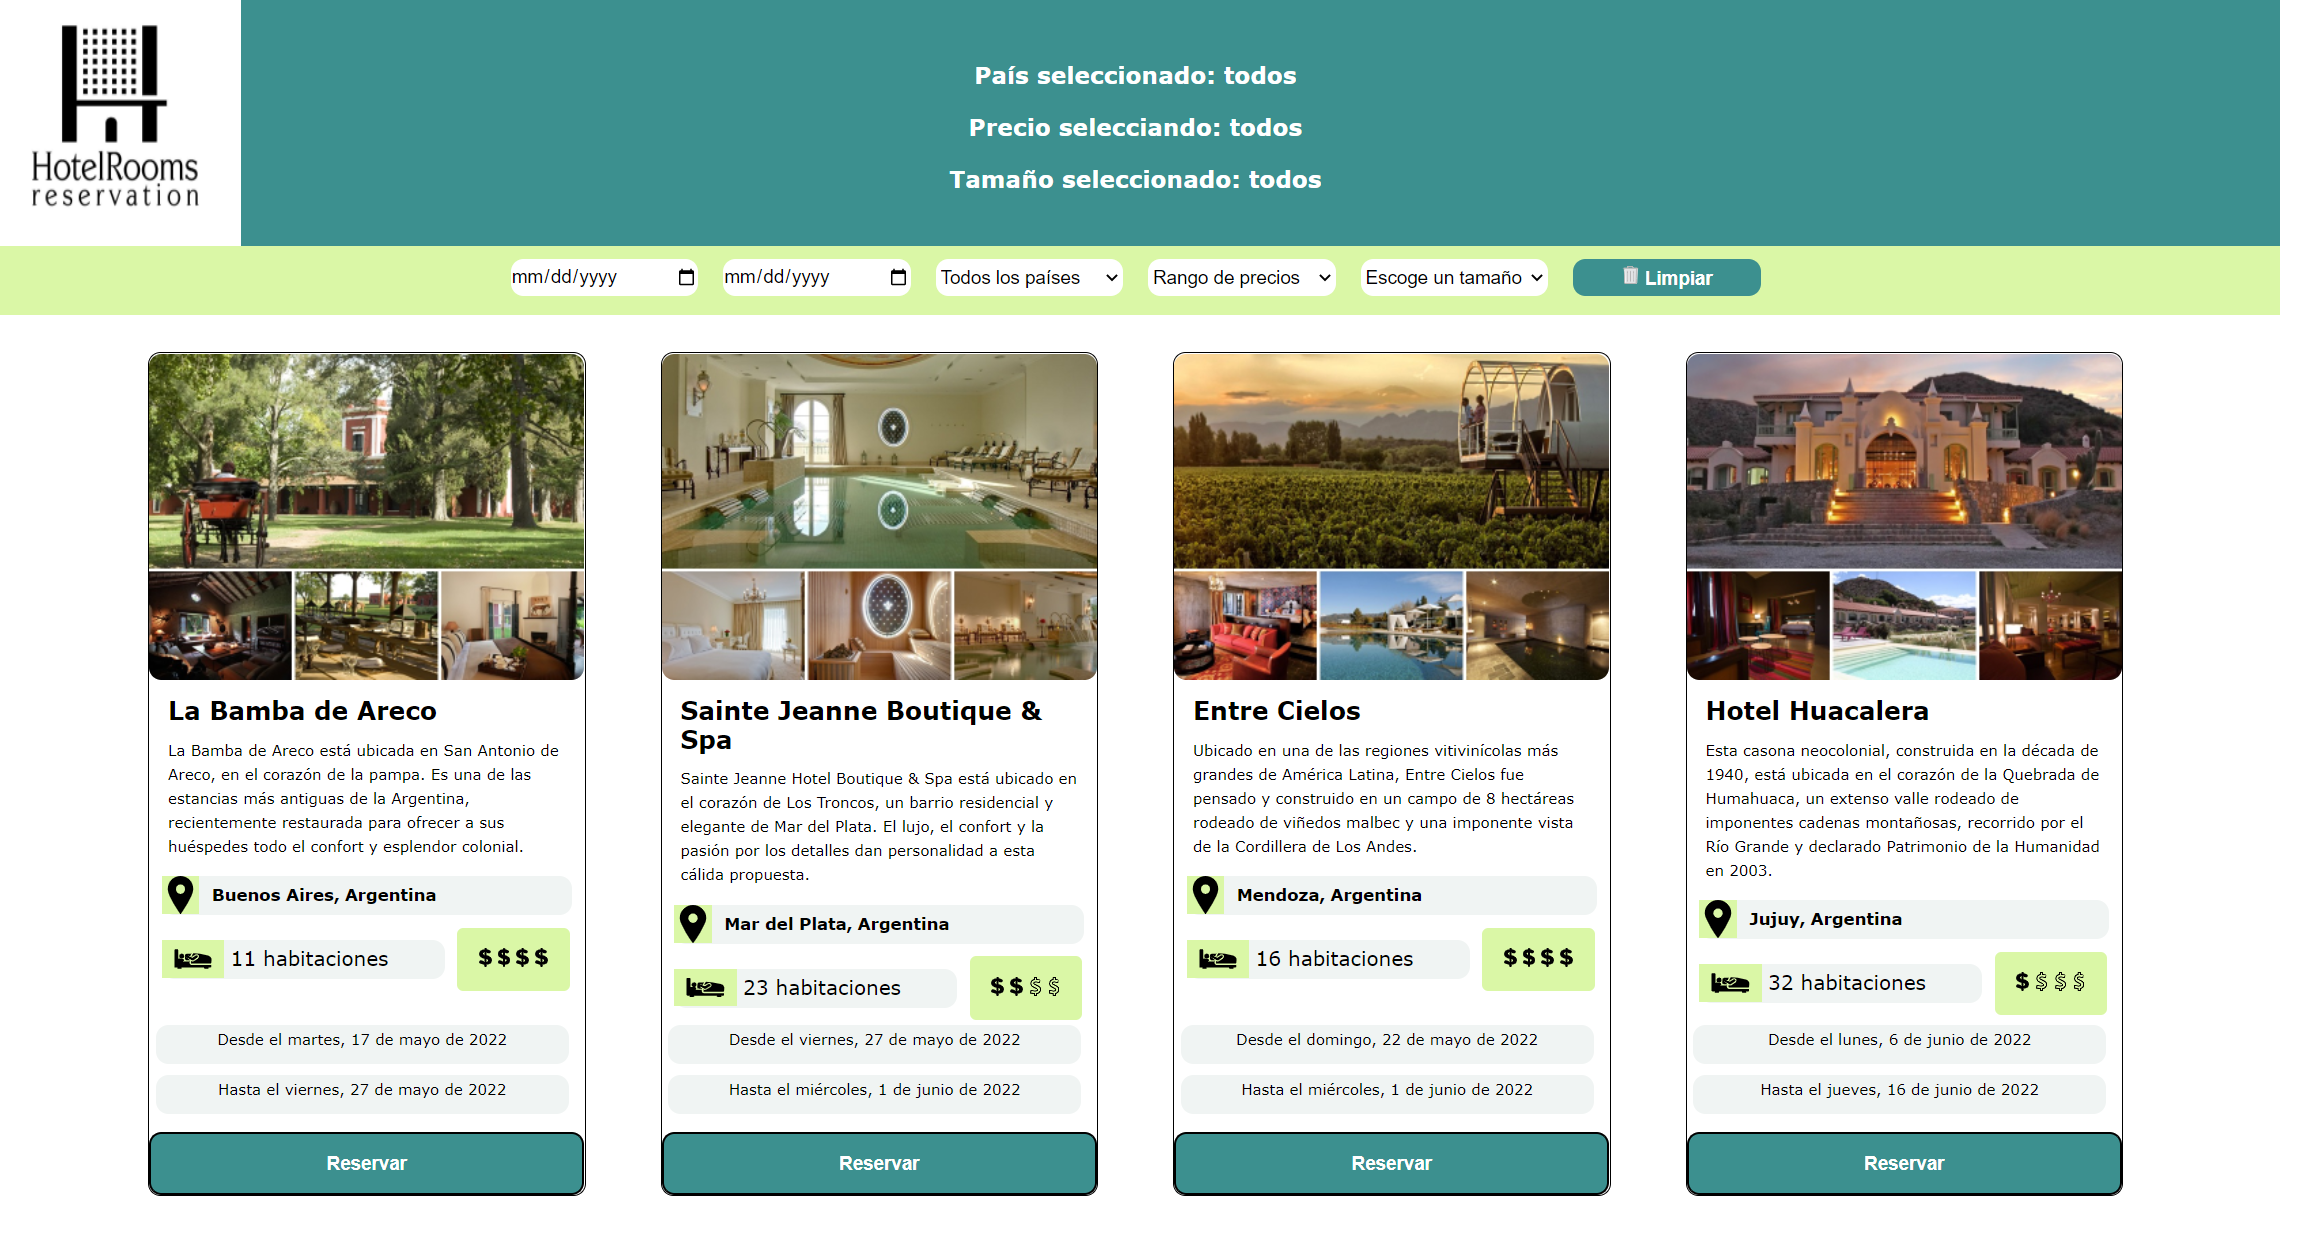 HotelRooms
reservation
País seleccionado: todos
Precio selecciando: todos
Tamaño seleccionado: todos
mm/dd/yyyy
mm/dd/yyyy
Todos los países
Rango de precios
Escoge un tamaño
Limpiar
La Bamba de Areco
La Bamba de Areco está ubicada en San Antonio de
Areco, en el corazón de la pampa. Es una de las
estancias más antiguas de la Argentina,
recientemente restaurada para ofrecer a sus
huéspedes todo el confort y esplendor colonial.
Buenos Aires, Argentina
11 habitaciones
$ $ $ $
Desde el martes, 17 de mayo de 2022
Hasta el viernes, 27 de mayo de 2022
Reservar
Sainte Jeanne Boutique &
Spa
Sainte Jeanne Hotel Boutique & Spa está ubicado en
el corazón de Los Troncos, un barrio residencial y
elegante de Mar del Plata. El lujo, el confort y la
pasión por los detalles dan personalidad a esta
cálida propuesta.
Mar del Plata, Argentina
23 habitaciones
$ $ $ $
Desde el viernes, 27 de mayo de 2022
Hasta el miércoles, 1 de junio de 2022
Reservar
Entre Cielos
Ubicado en una de las regiones vitivinícolas más
grandes de América Latina, Entre Cielos fue
pensado y construido en un campo de 8 hectáreas
rodeado de viñedos malbec y una imponente vista
de la Cordillera de Los Andes.
Mendoza, Argentina
16 habitaciones
$ $ $ $
Desde el domingo, 22 de mayo de 2022
Hasta el miércoles, 1 de junio de 2022
Reservar
Hotel Huacalera
Esta casona neocolonial, construida en la década de
1940, está ubicada en el corazón de la Quebrada de
Humahuaca, un extenso valle rodeado de
imponentes cadenas montañosas, recorrido por el
Río Grande y declarado Patrimonio de la Humanidad
en 2003.
Jujuy, Argentina
32 habitaciones
$ $ $ $
Desde el lunes, 6 de junio de 2022
Hasta el jueves, 16 de junio de 2022
Reservar